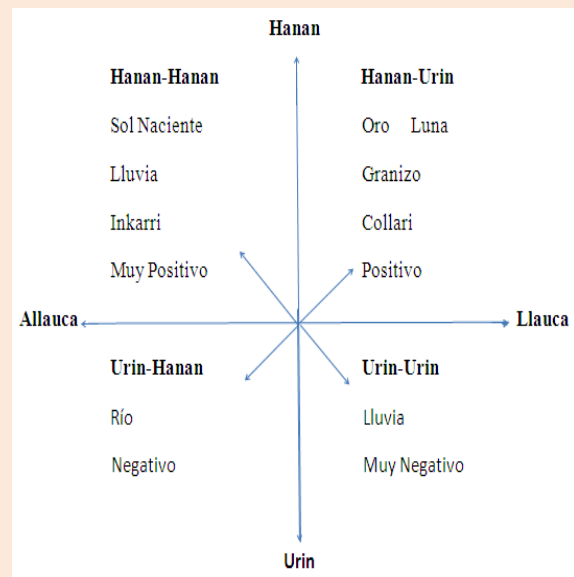 Hanan
Hanan-Hanan
Sol Naciente
Lluvia
Inkarri
Muy Positivo
Hanan-Urin
Oro Luna
Granizo
Collari
Positivo
Allauca
Llauca
Urin-Hanan
Río
Negativo
Urin-Urin
Lluvia
Muy Negativo
Urin